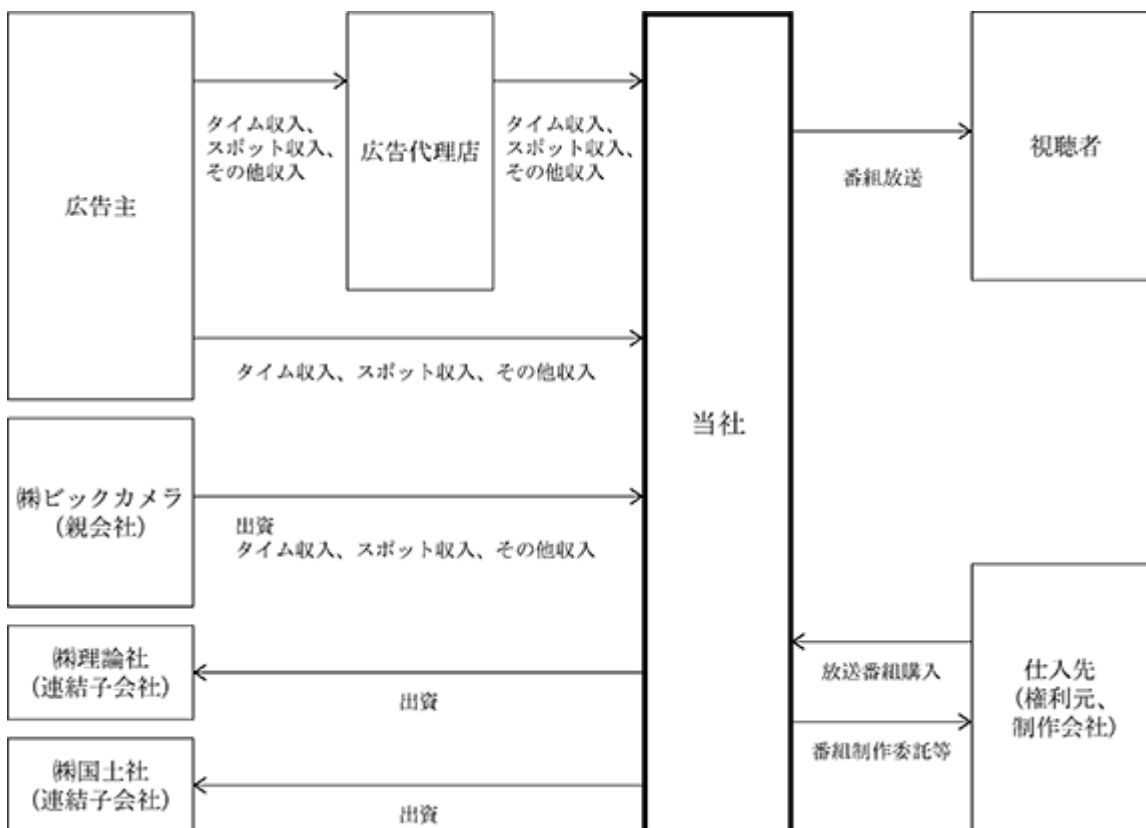 広告主
タイム収入、
スポット収入、
その他収入
広告代理店
タイム収入、
スポット収入、
その他収入
タイム収入、スポット収入、その他収入
㈱ビックカメラ
(親会社)
出資
タイム収入、スポット収入、その他収入
㈱理論社
(連結子会社)
出資
㈱国土社
(連結子会社)
出資
当社
番組放送
視聴者
放送番組購入
番組制作委託等
仕入先
(権利元、
制作会社)